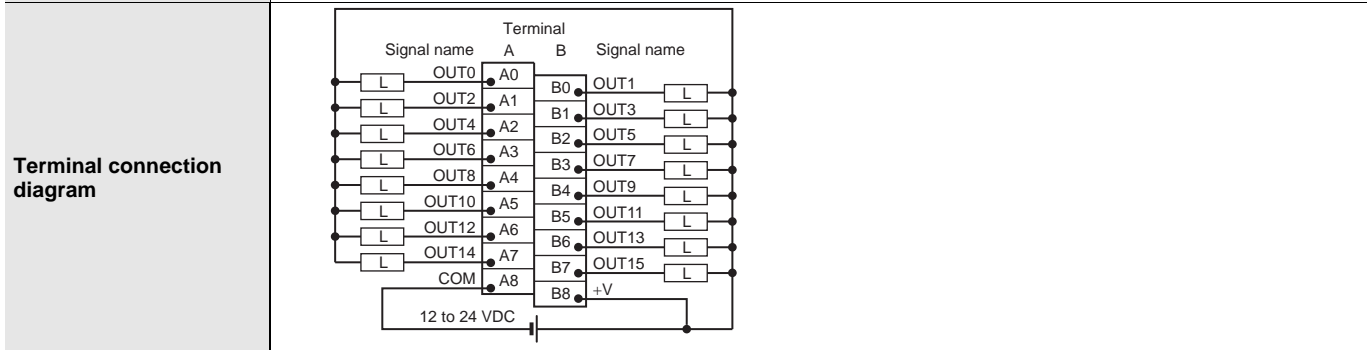 Terminal connection
diagram
Terminal
Signal name A B Signal name
OUT0 A0
L
B0 OUT1
L
OUT2 A1
L
B1 OUT3
L
OUT4 A2
L
B2 OUT5
L
OUT6 A3
L
B3 OUT7
L
OUT8 A4
L
B4 OUT9
L
OUT10 A5
L
B5 OUT11
L
OUT12 A6
L
B6 OUT13
L
OUT14 A7
L
B7 OUT15
L
COM A8
B8 +V
12 to 24 VDC